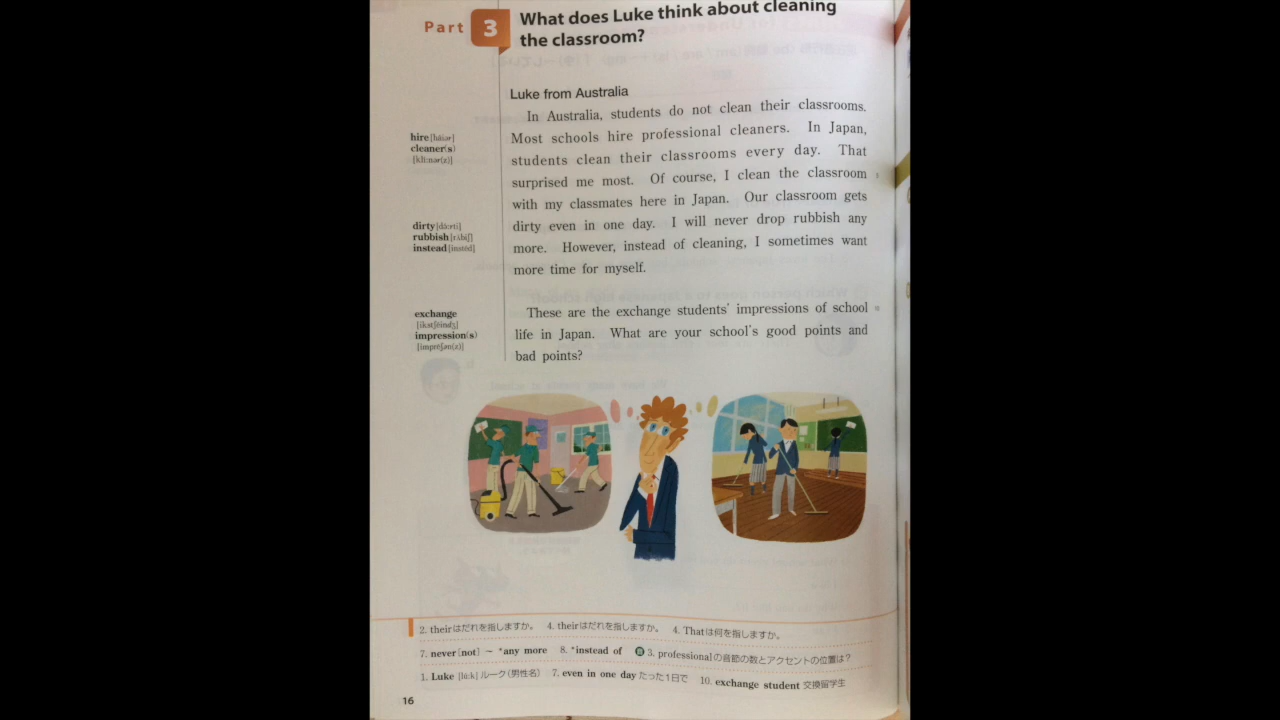 Part 3
What does Luke think about cleaning
the classroom?
Luke from Australia
In Australia, students do not clean their classrooms.
Most schools hire professional cleaners. In Japan,
students clean their classrooms every day. That
surprised me most. Of course, I clean the classroom
with my classmates here in Japan. Our classroom gets
dirty even in one day. I will never drop rubbish any
more. However, instead of cleaning, I sometimes want
more time for myself.
These are the exchange students' impressions of school
life in Japan. What are your school's good points and
bad points?
hire
cleaner(s)
dirty
rubbish
instead
exchange
impression(s)
2. theirはだれを指しますか。 4. theirはだれを指しますか。 4. Thatは何を指しますか。
7. never [not] ~ *any more 8. *instead of 3. professionalの音節の数とアクセントの位置は?
1. Luke [lúːk] ルーク(男性名) 7. even in one day たった1日で 10. exchange student 交換留学生
16